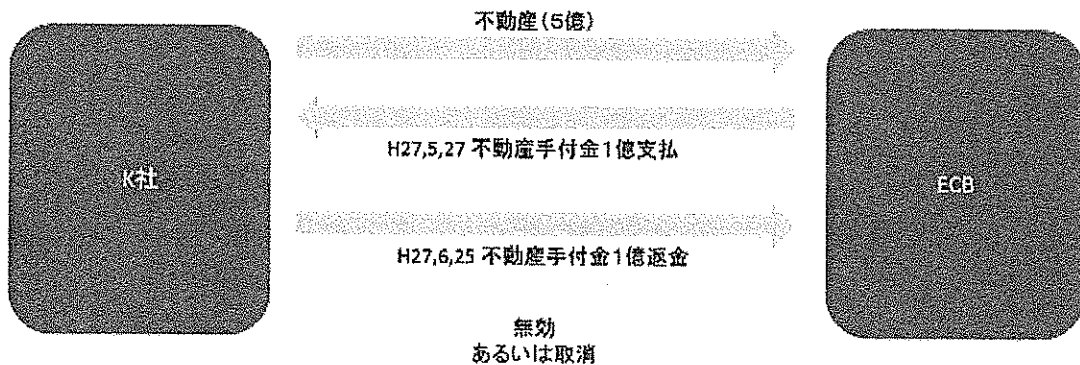 不動産(5億)
H27,5,27 不動産手付金1億支払
K社
ECB
H27,6,25 不動産手付金1億返金
無効
あるいは取消